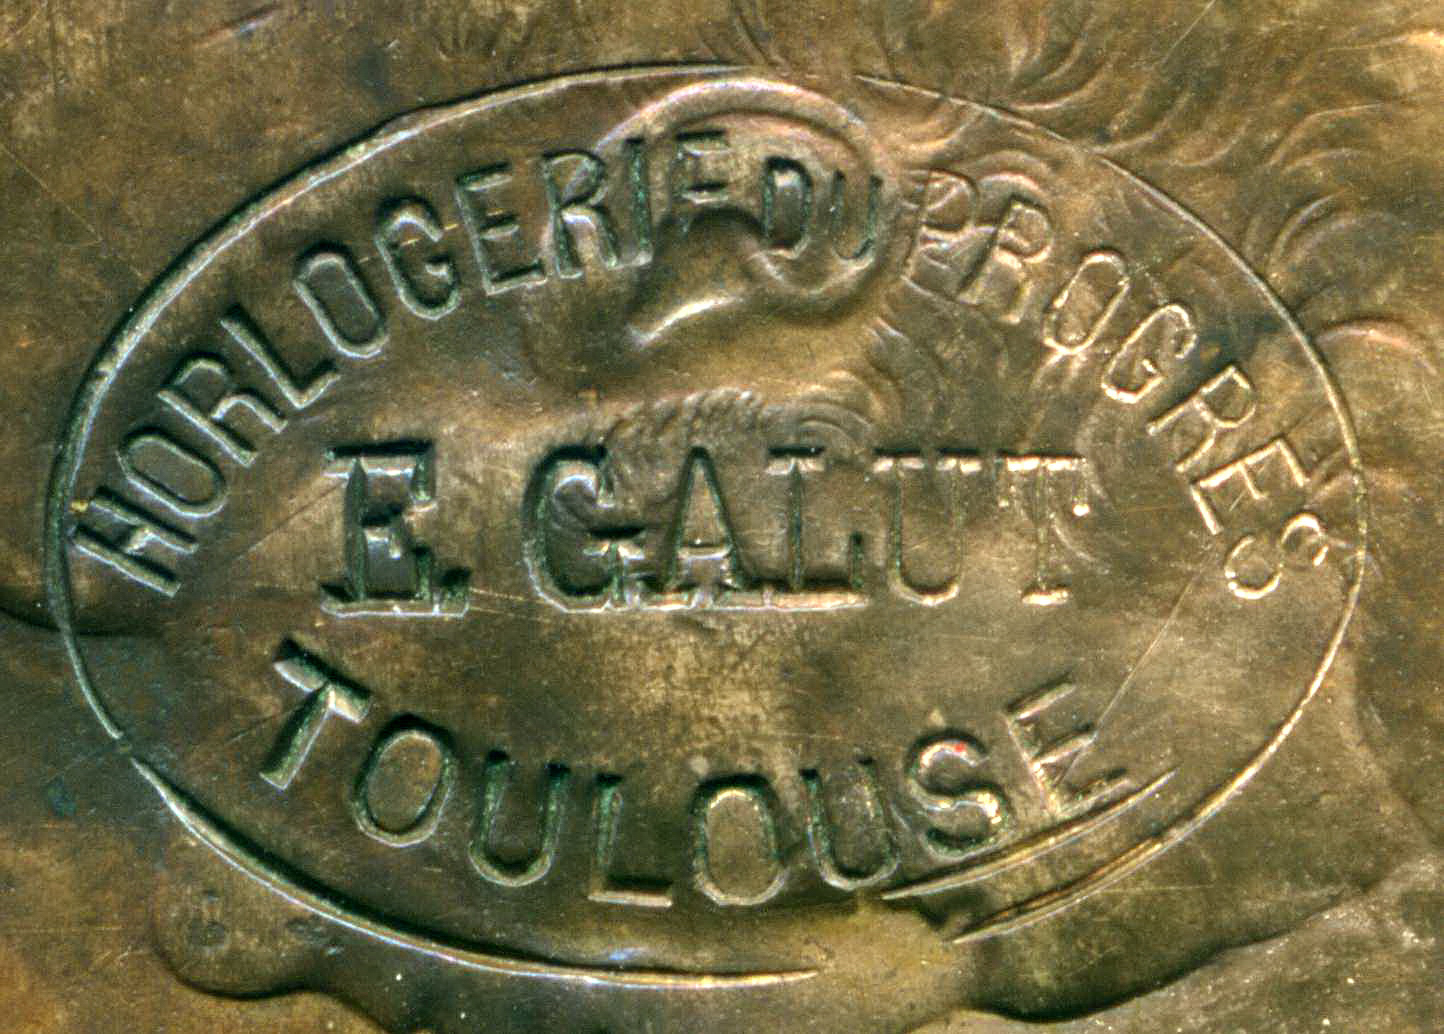 HORLOGERIE DU PROGRES
E. GALUT
TOULOUSE